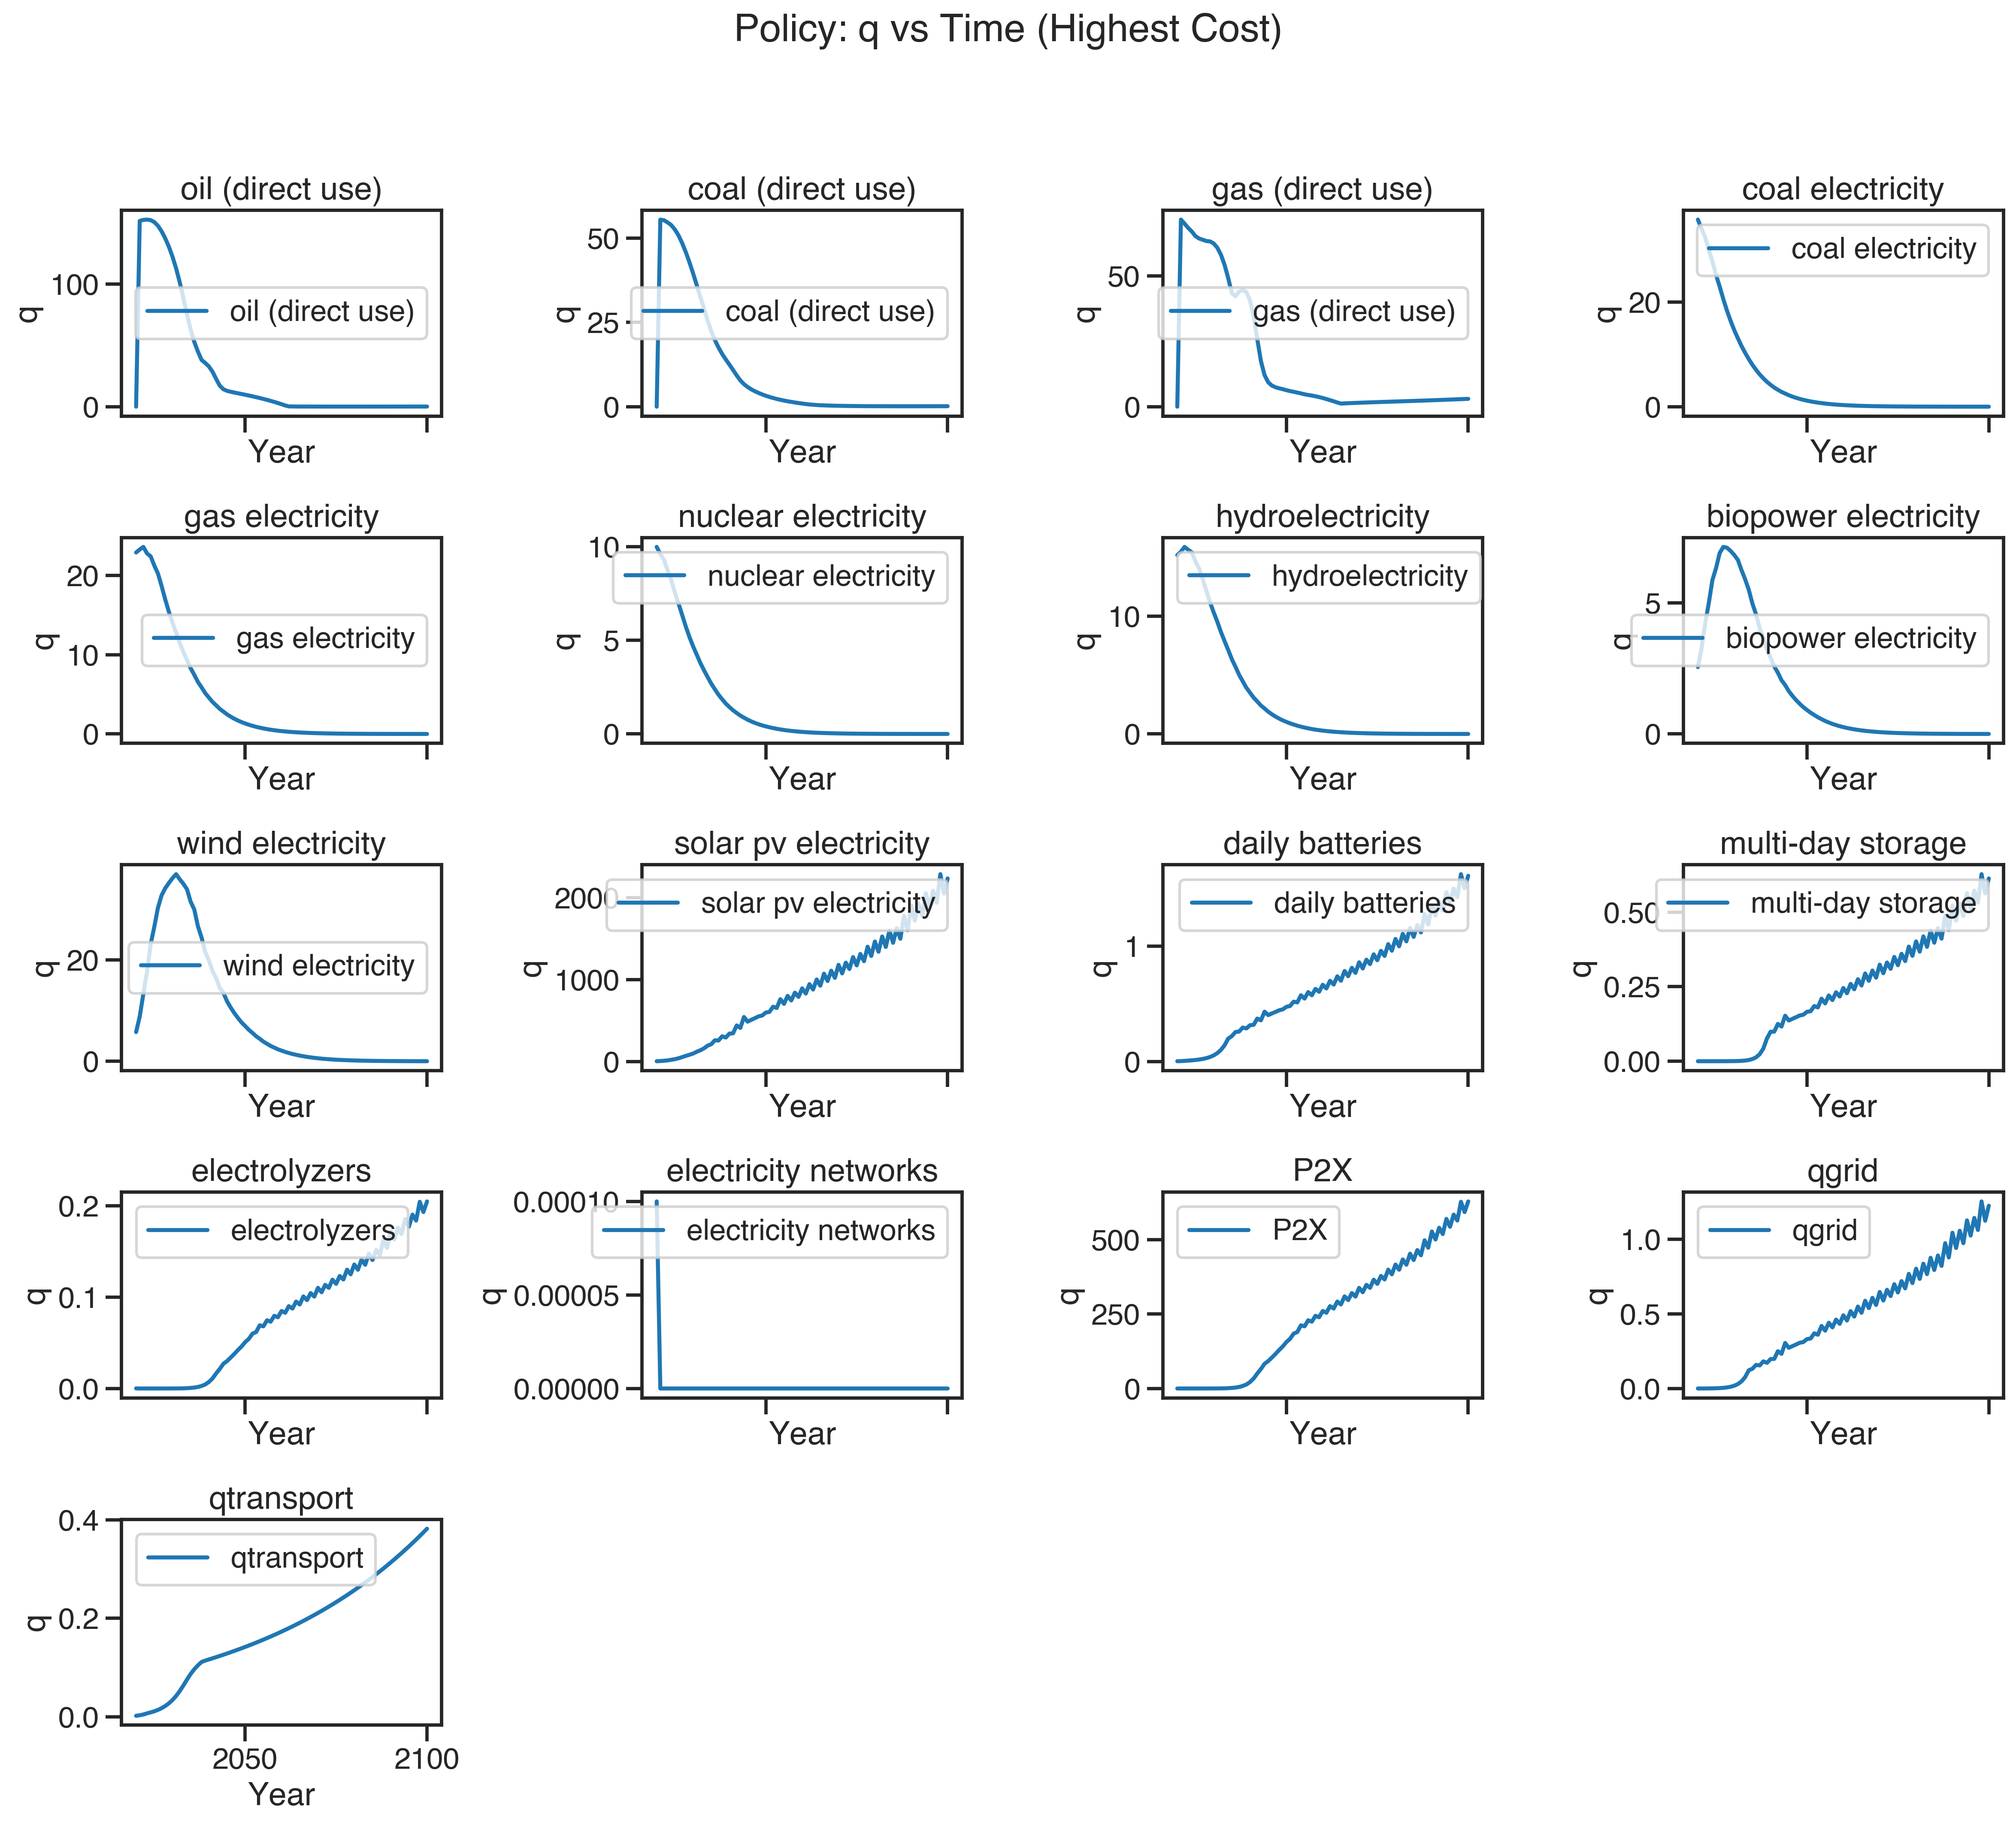 Policy: q vs Time (Highest Cost)
oil (direct use)
q
100
0
oil (direct use)
Year
coal (direct use)
q
50
25
0
coal (direct use)
Year
gas (direct use)
q
50
0
gas (direct use)
Year
coal electricity
q
20
0
coal electricity
Year
gas electricity
q
20
10
0
gas electricity
Year
nuclear electricity
q
10
5
0
nuclear electricity
Year
hydroelectricity
q
10
0
hydroelectricity
Year
biopower electricity
q
5
0
biopower electricity
Year
wind electricity
q
20
0
wind electricity
Year
solar pv electricity
q
2000
1000
0
solar pv electricity
Year
daily batteries
q
1
0
daily batteries
Year
multi-day storage
q
0.50
0.25
0.00
multi-day storage
Year
electrolyzers
q
0.2
0.1
0.0
electrolyzers
Year
electricity networks
q
0.00010
0.00005
0.00000
electricity networks
Year
P2X
q
500
250
0
P2X
Year
qgrid
q
1.0
0.5
0.0
qgrid
Year
qtransport
q
0.4
0.2
0.0
qtransport
2050 2100
Year